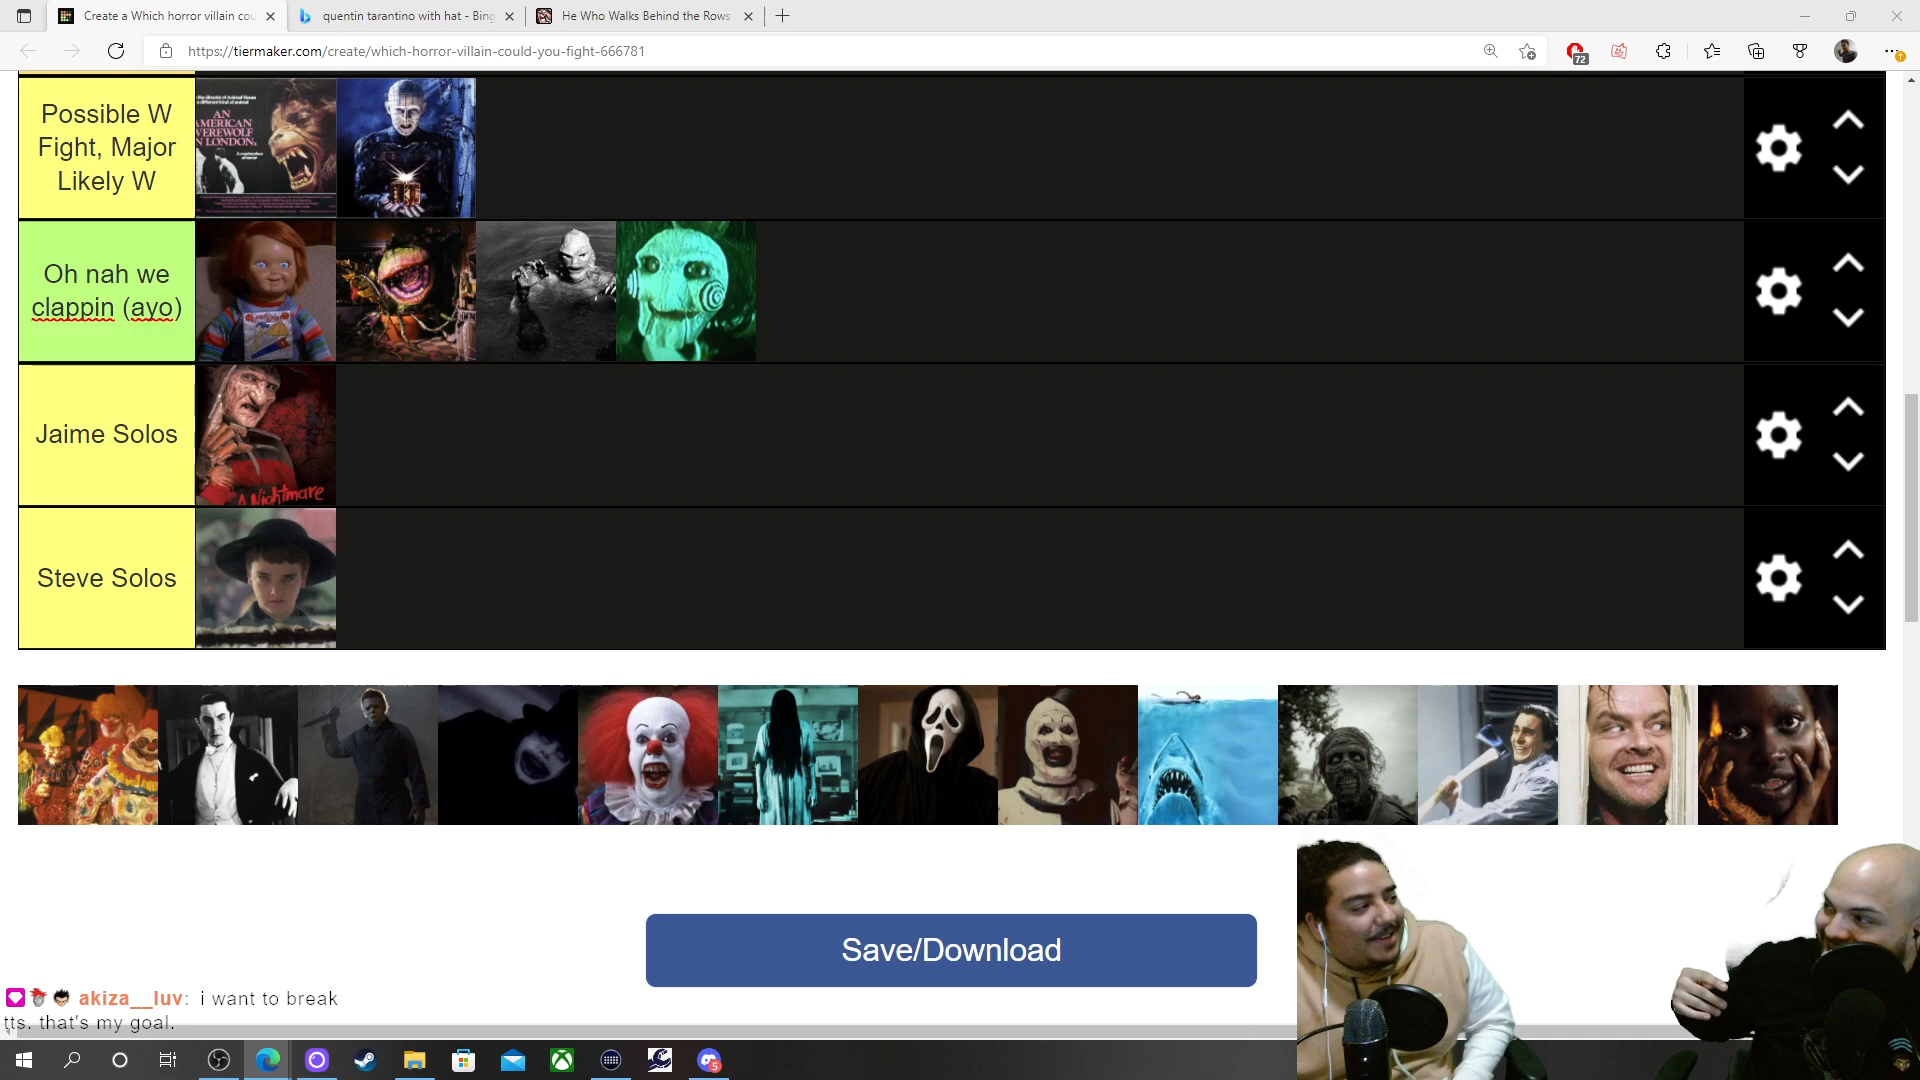 Create a Which horror villain cou
quentin tarantino with hat - Bing
He Who Walks Behind the Rows
https://tiermaker.com/create/which-horror-villain-could-you-fight-666781
72
Possible W
Fight, Major
Likely W
AN
AMERICAN
WEREWOLF
IN LONDON
Oh nah we
clappin (ayo)
Jaime Solos
A Nightmare
Steve Solos
Save/Download
akiza__luv: i want to break
tts. that's my goal.
5